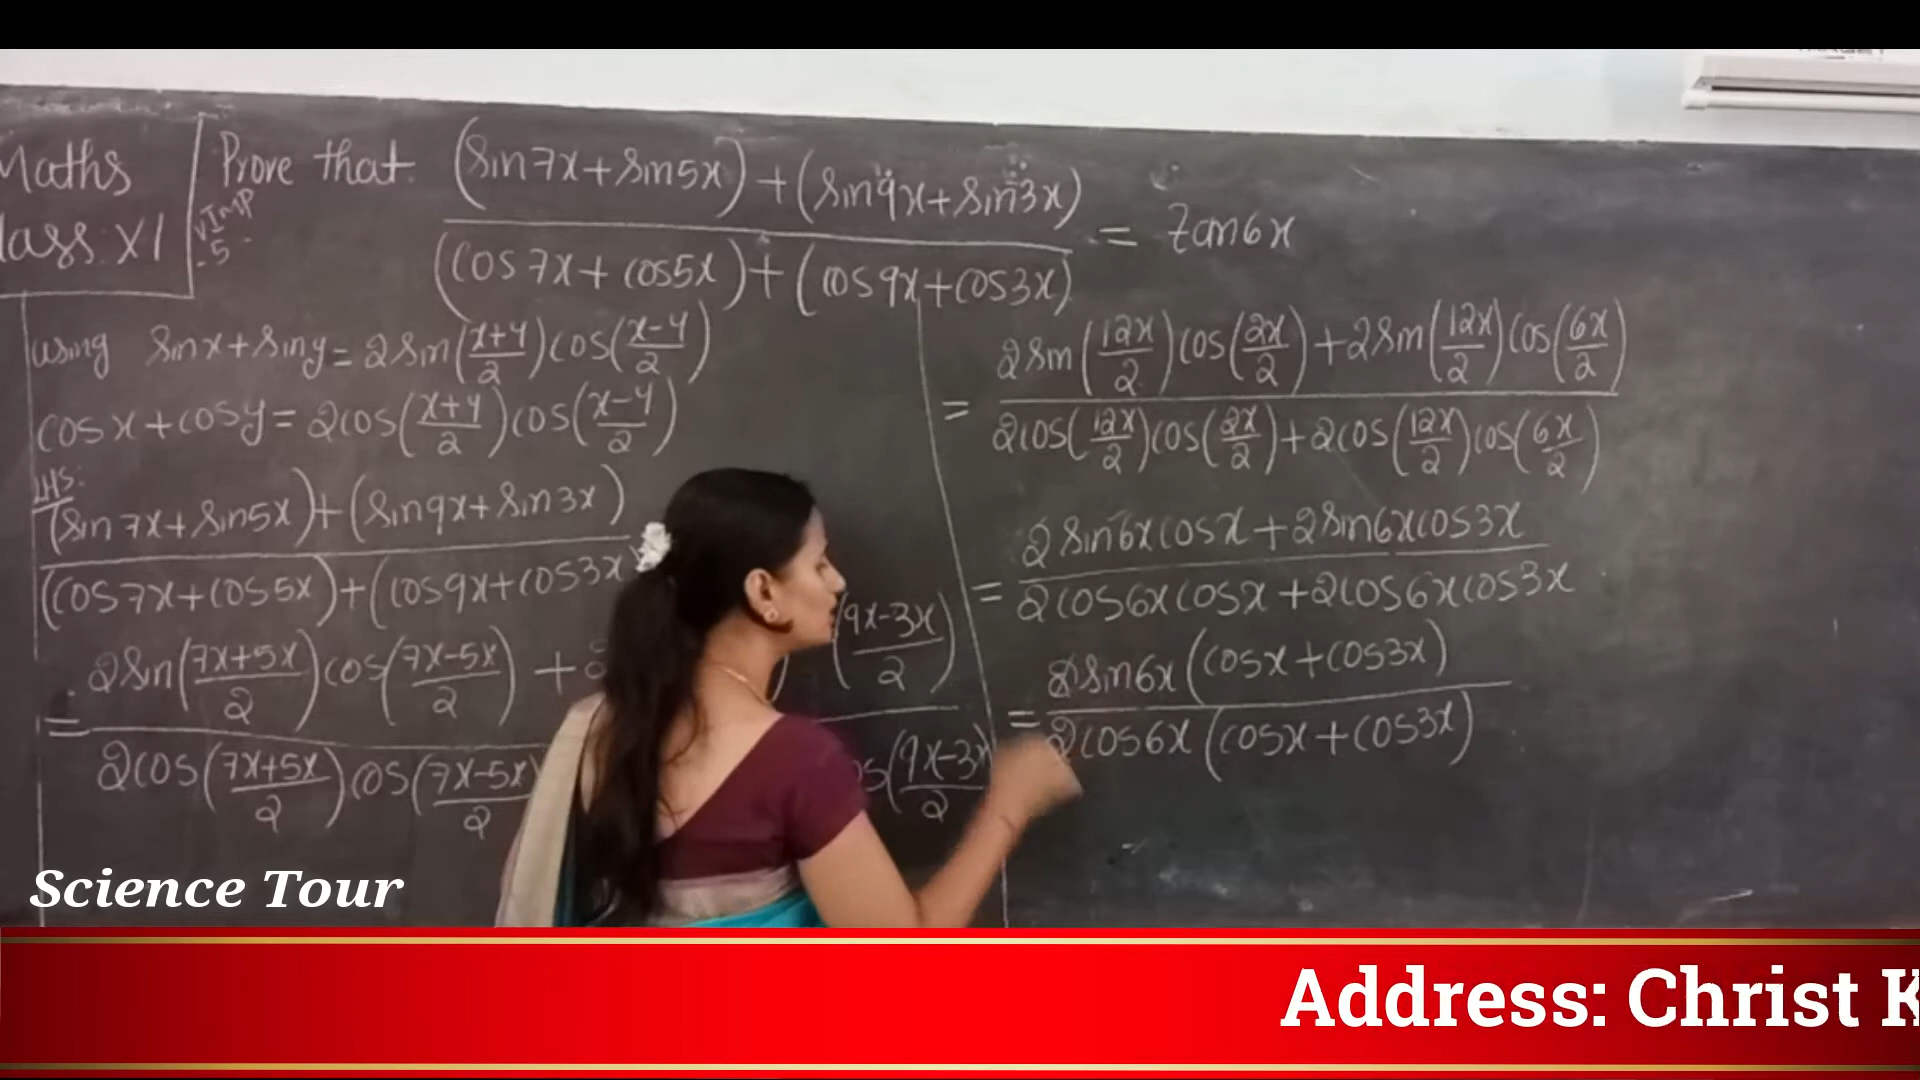 Maths
lass XI
Prove that (sin7x+sin5x)+(sin9x+sin3x)
(cos7x+cos5x)+(cos9x+cos3x)
= tan6x
v Imp
5
using sinx+siny=2sin(x+y/2)cos(x-y/2)
cosx+cosy=2cos(x+y/2)cos(x-y/2)
LHS:
(sin7x+sin5x)+(sin9x+sin3x)
(cos7x+cos5x)+(cos9x+cos3x
= 2sin(7x+5x/2)cos(7x-5x/2) + 2 (9x-3x/2)
2cos(7x+5x/2)cos(7x-5x/2 os(9x-3x/2
= 2sin(12x/2)cos(2x/2)+2sin(12x/2)cos(6x/2)
2cos(12x/2)cos(2x/2)+2cos(12x/2)cos(6x/2)
= 2sin6xcosx+2sin6xcos3x
2cos6xcosx+2cos6xcos3x
= 2sin6x(cosx+cos3x)
2cos6x(cosx+cos3x)
Science Tour
Address: Christ K